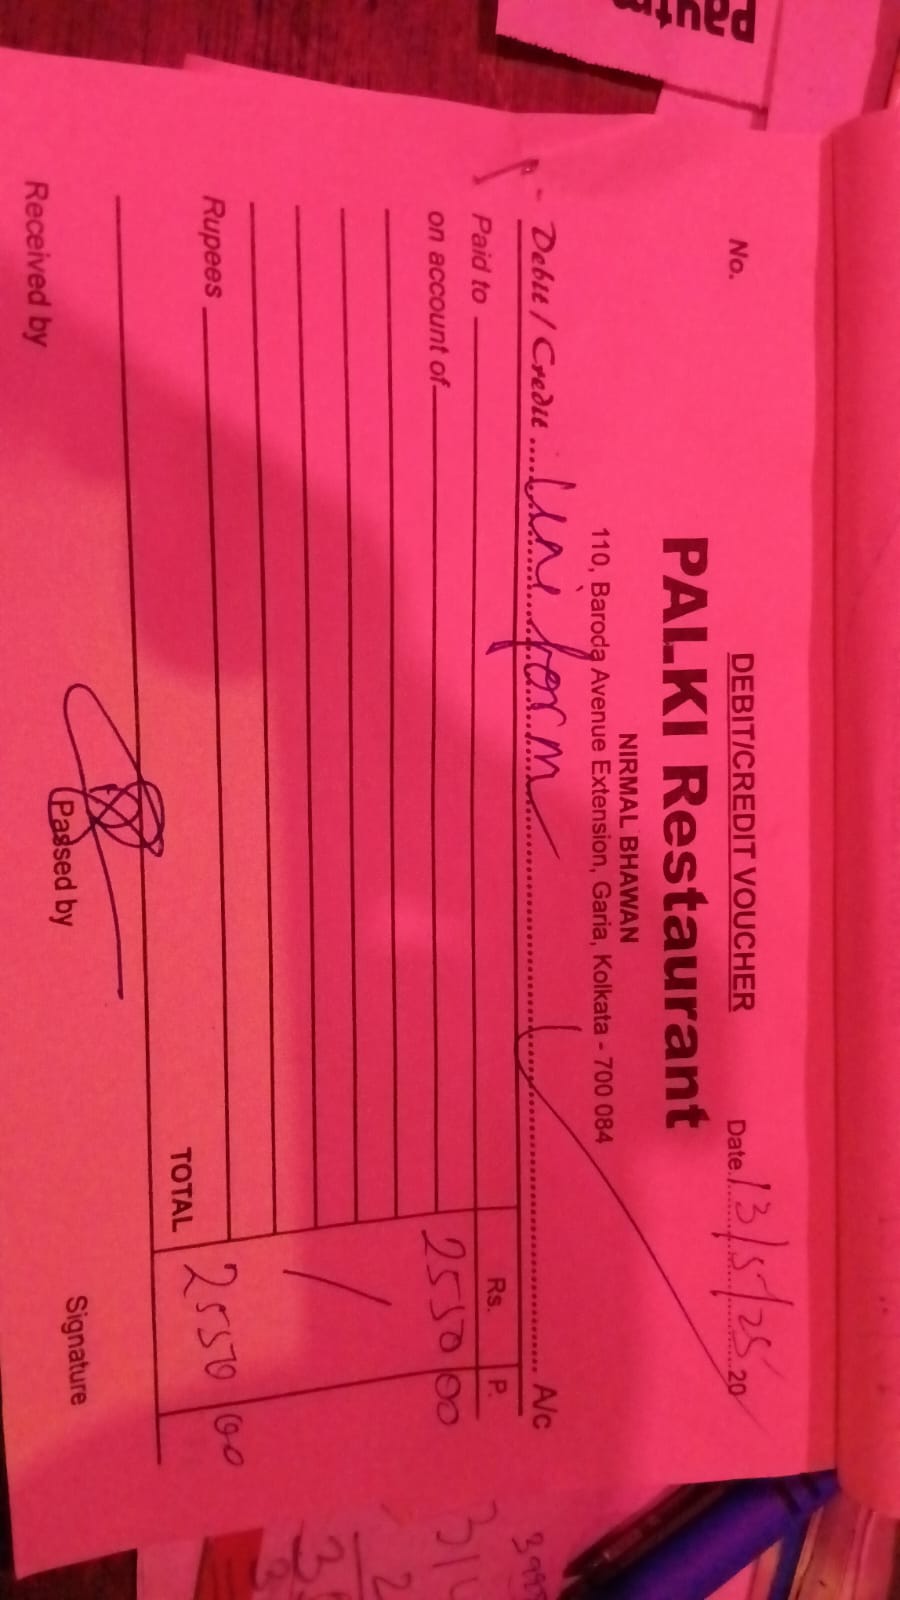 paytm
No.
DEBIT/CREDIT VOUCHER
Date.13/5/25 20
PALKI Restaurant
NIRMAL BHAWAN
110, Baroda Avenue Extension, Garia, Kolkata - 700 084
Debit / Credit ....Uniform.... A/c
Paid to
Rs. P.
on account of
2550 00
Rupees
TOTAL 2550 00
Received by
Passed by
Signature